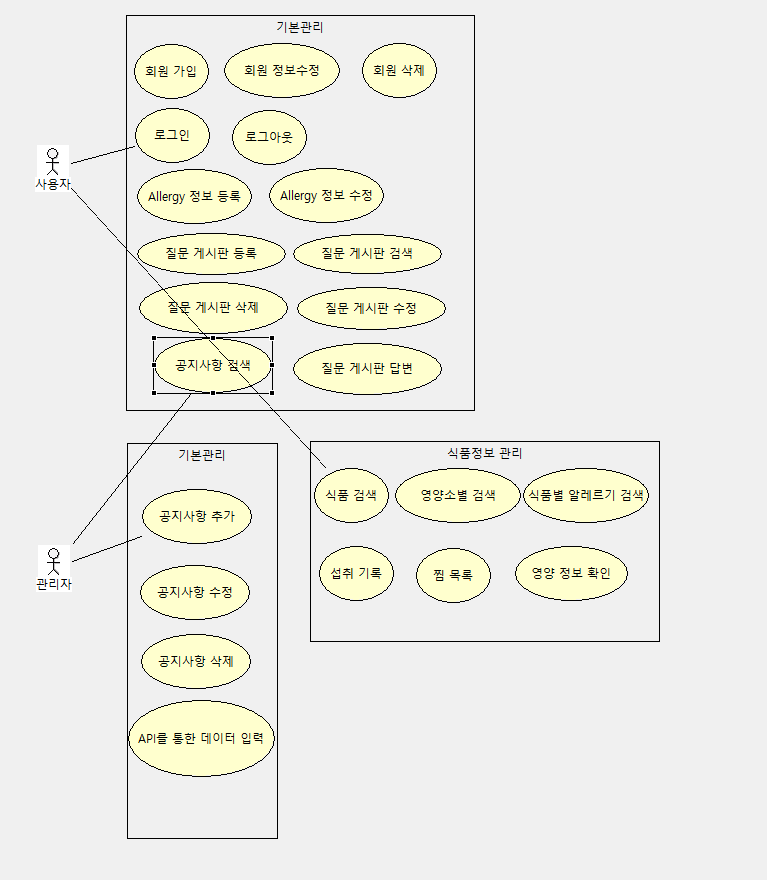 기본관리
회원 가입
회원 정보수정
회원 삭제
로그인
로그아웃
사용자
Allergy 정보 등록
Allergy 정보 수정
질문 게시판 등록
질문 게시판 검색
질문 게시판 삭제
질문 게시판 수정
공지사항 검색
질문 게시판 답변
기본관리
공지사항 추가
관리자
공지사항 수정
공지사항 삭제
API를 통한 데이터 입력
식품정보 관리
식품 검색
영양소별 검색
식품별 알레르기 검색
섭취 기록
찜 목록
영양 정보 확인